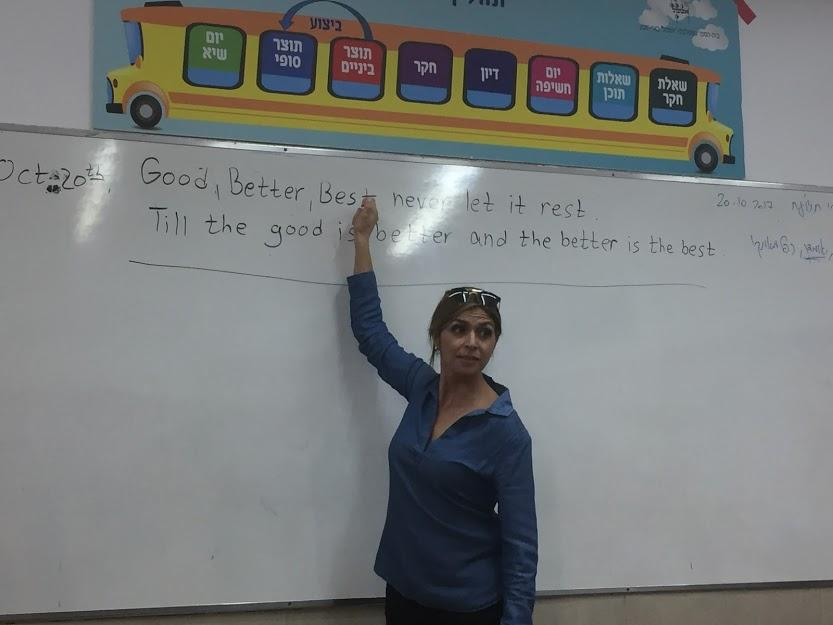 ביצוע
יום שיא
תוצר סופי
תוצר ביניים
חקר
דיון
יום חשיפה
שאלות תוכן
שאלת חקר
Oct 20th.
Good, Better, Best never let it rest.
Till the good is better and the better is the best.
20.10.2017